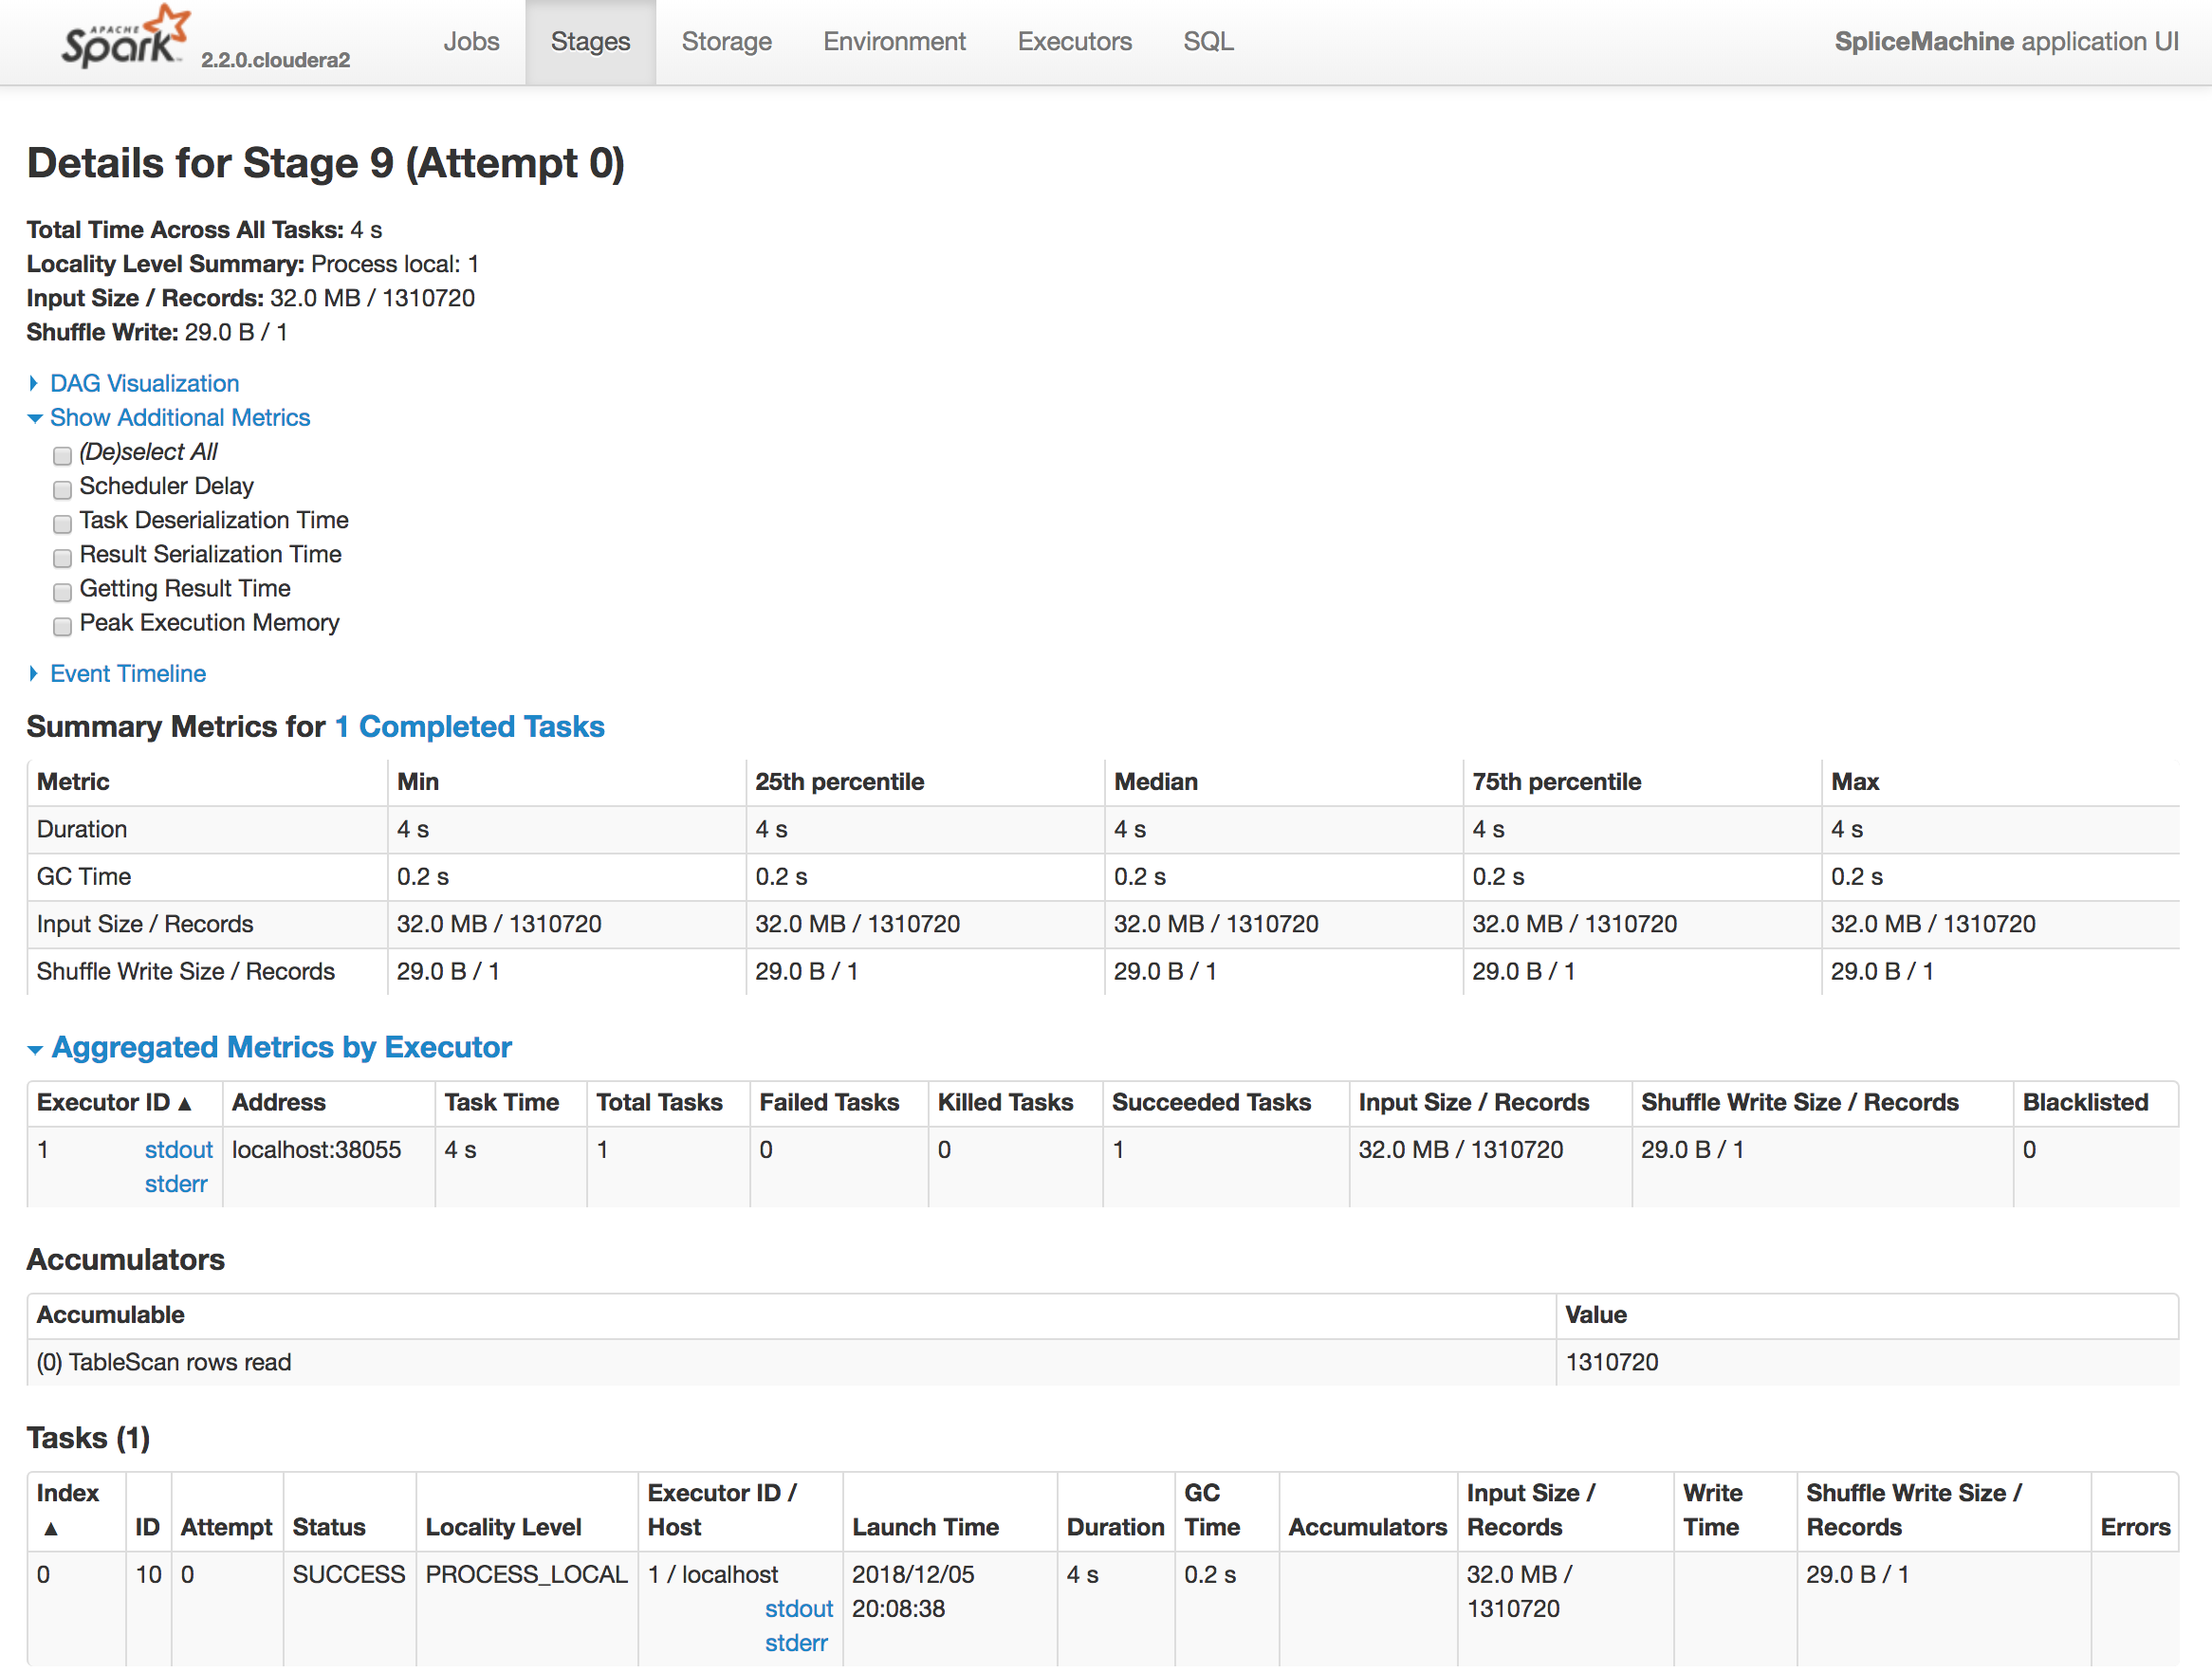 APACHE Spark 2.2.0.cloudera2 Jobs Stages Storage Environment Executors SQL SpliceMachine application UI
Details for Stage 9 (Attempt 0)
Total Time Across All Tasks: 4 s
Locality Level Summary: Process local: 1
Input Size / Records: 32.0 MB / 1310720
Shuffle Write: 29.0 B / 1
DAG Visualization
Show Additional Metrics
(De)select All
Scheduler Delay
Task Deserialization Time
Result Serialization Time
Getting Result Time
Peak Execution Memory
Event Timeline
Summary Metrics for 1 Completed Tasks
Metric Min 25th percentile Median 75th percentile Max
Duration 4 s 4 s 4 s 4 s 4 s
GC Time 0.2 s 0.2 s 0.2 s 0.2 s 0.2 s
Input Size / Records 32.0 MB / 1310720 32.0 MB / 1310720 32.0 MB / 1310720 32.0 MB / 1310720 32.0 MB / 1310720
Shuffle Write Size / Records 29.0 B / 1 29.0 B / 1 29.0 B / 1 29.0 B / 1 29.0 B / 1
Aggregated Metrics by Executor
Executor ID ▲ Address Task Time Total Tasks Failed Tasks Killed Tasks Succeeded Tasks Input Size / Records Shuffle Write Size / Records Blacklisted
1 stdout localhost:38055 4 s 1 0 0 1 32.0 MB / 1310720 29.0 B / 1 0
stderr
Accumulators
Accumulable Value
(0) TableScan rows read 1310720
Tasks (1)
Index Executor ID / GC Input Size / Write Shuffle Write Size /
▲ ID Attempt Status Locality Level Host Launch Time Duration Time Accumulators Records Time Records Errors
0 10 0 SUCCESS PROCESS_LOCAL 1 / localhost 2018/12/05 4 s 0.2 s 32.0 MB / 29.0 B / 1
stdout 20:08:38 1310720
stderr